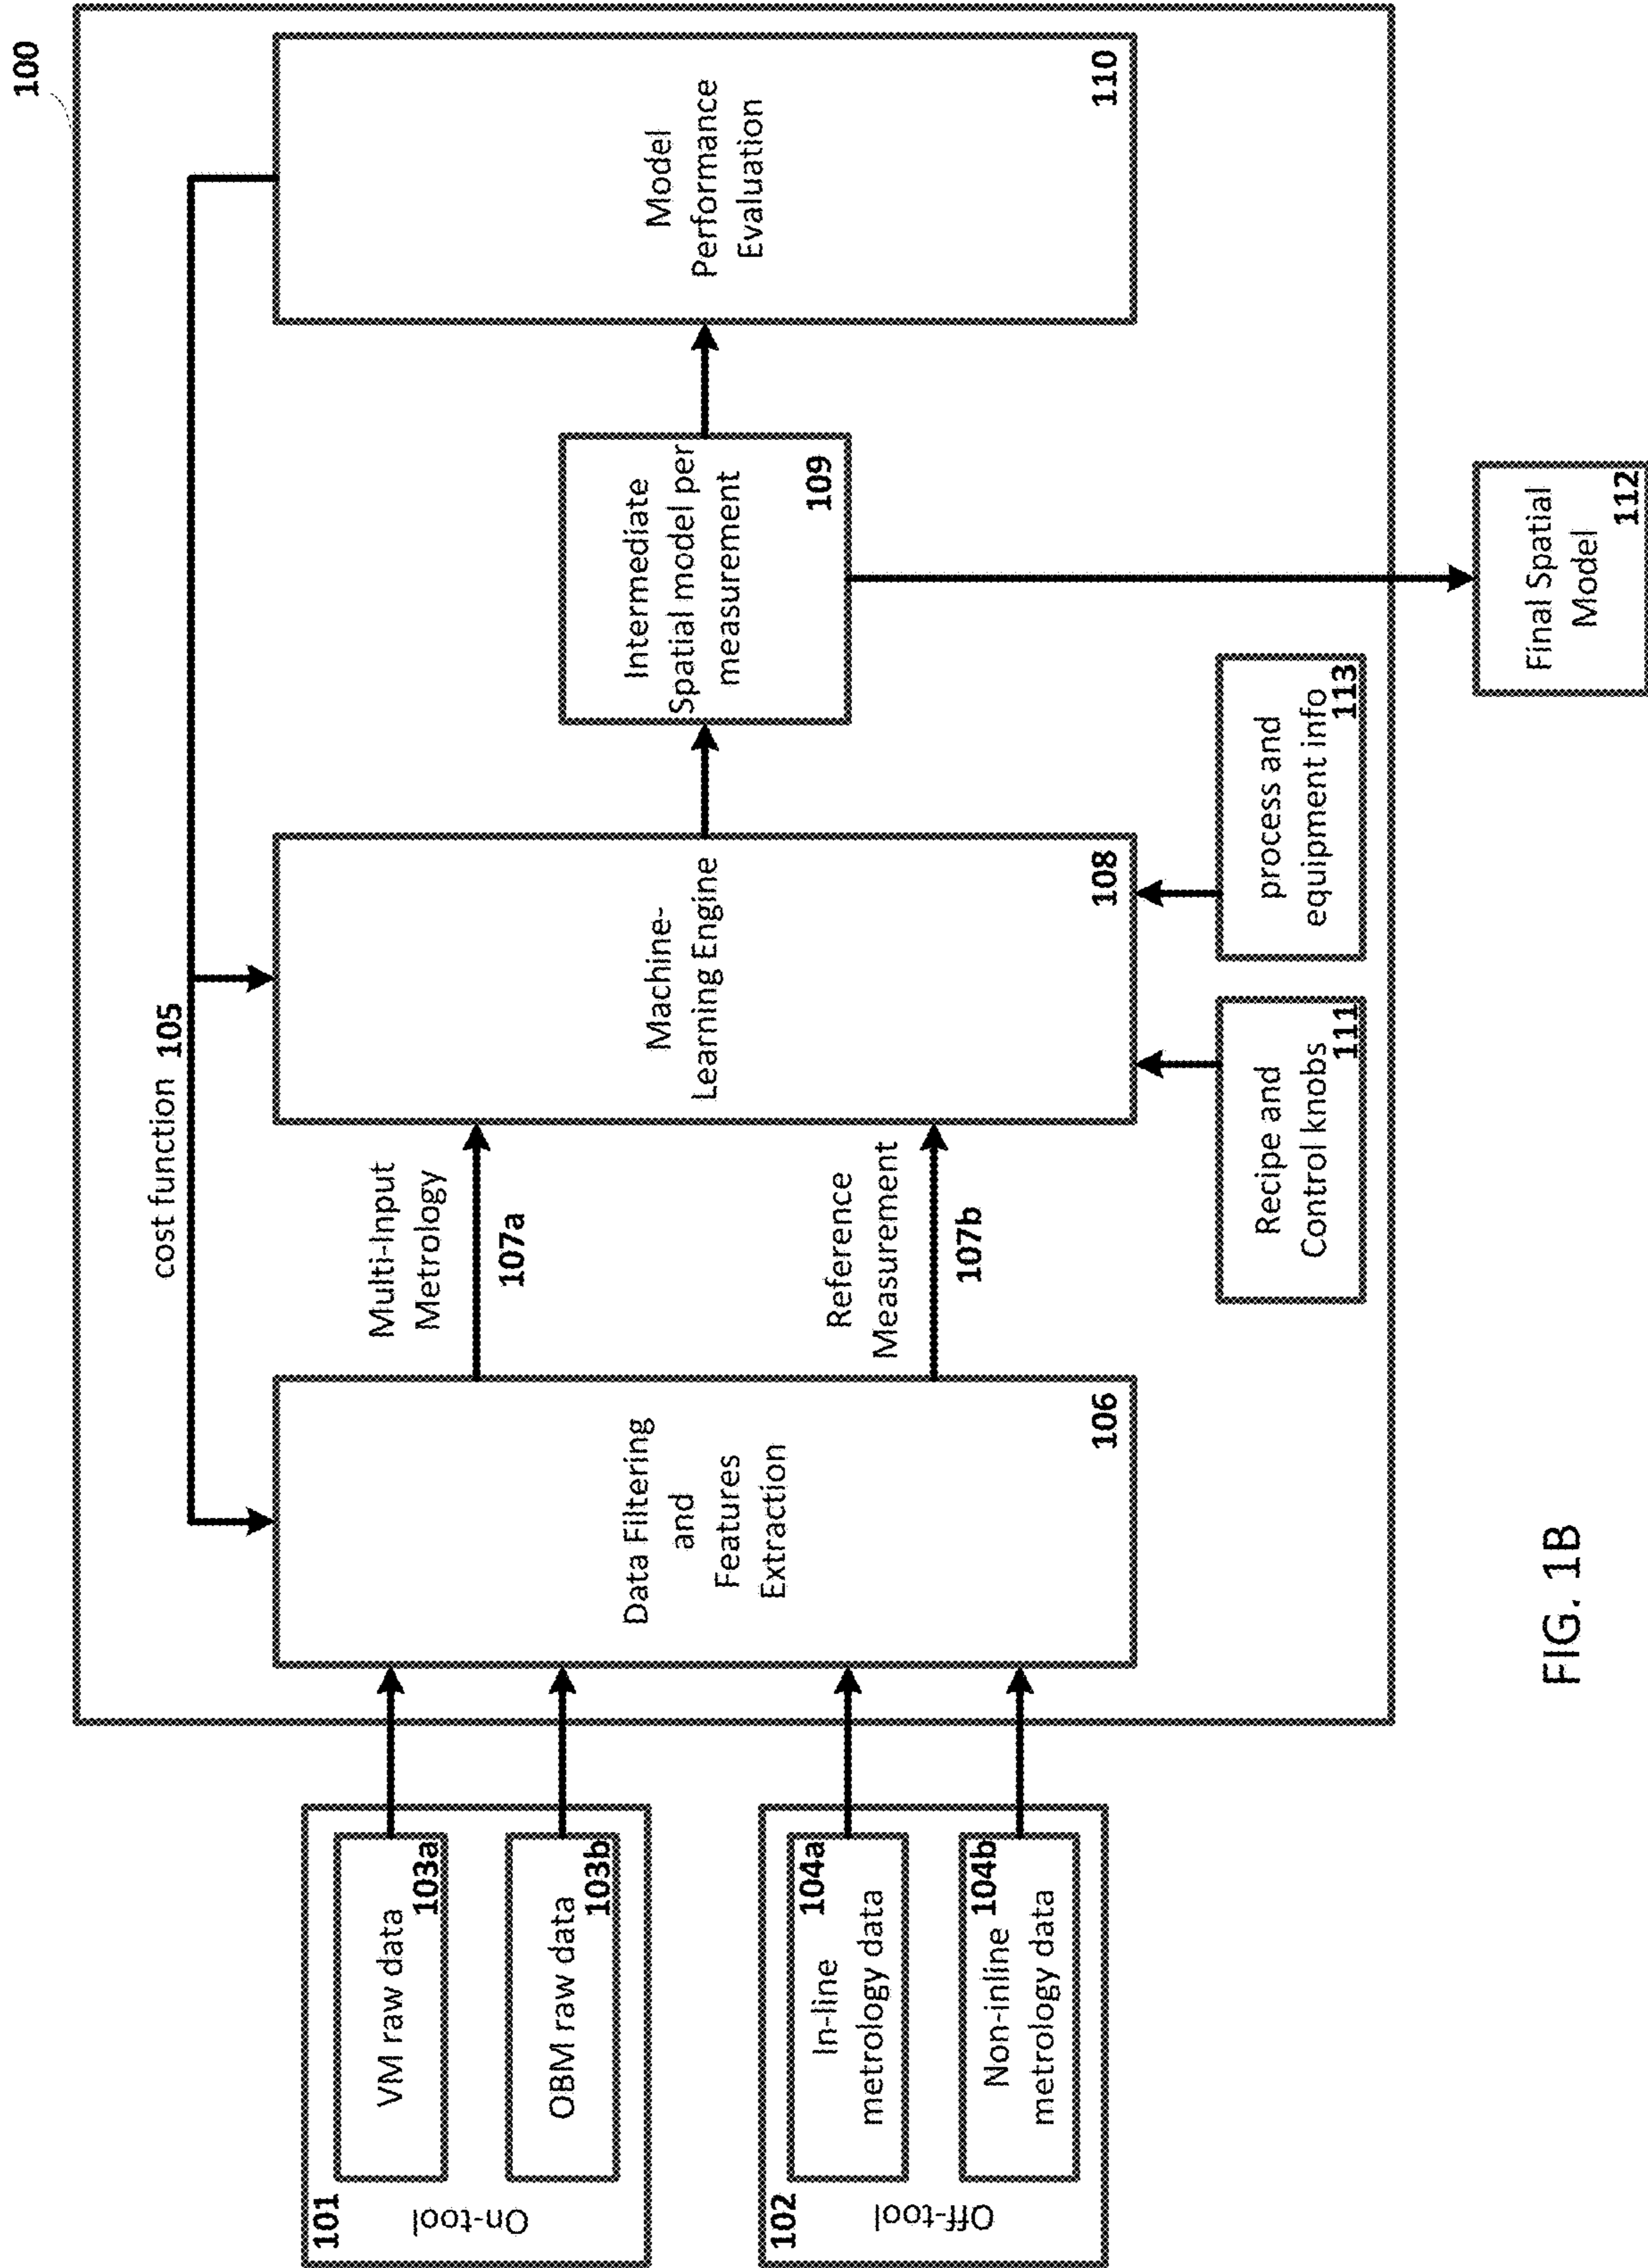 100
cost function 105
101
On-tool
VM raw data
103a
OBM raw data
103b
102
Off-tool
In-line
metrology data
104a
Non-inline
metrology data
104b
Data Filtering
and
Features
Extraction
106
Multi-Input
Metrology
107a
Reference
Measurement
107b
Machine-
Learning Engine
108
Recipe and
Control knobs
111
process and
equipment info
113
Intermediate
Spatial model per
measurement
109
Model
Performance
Evaluation
110
Final Spatial
Model
112
FIG. 1B